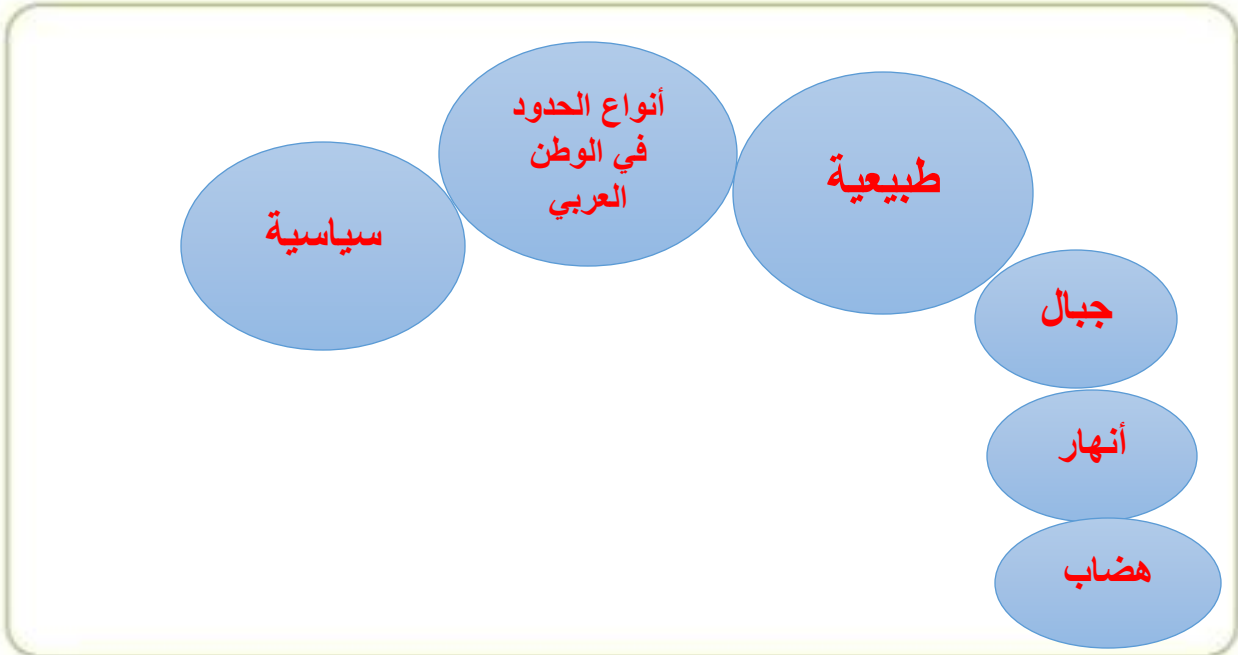 أنواع الحدود
في الوطن
العربي
طبيعية
سياسية
جبال
أنهار
هضاب